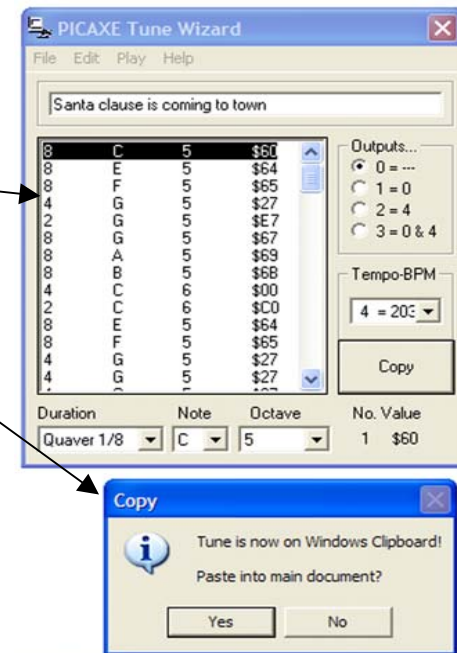 PICAXE Tune Wizard
File Edit Play Help
Santa clause is coming to town
8 C 5 $60
8 E 5 $64
8 F 5 $65
4 G 5 $27
2 G 5 $E7
8 G 5 $67
8 A 5 $69
8 B 5 $6B
4 C 6 $00
2 C 6 $C0
8 E 5 $64
8 F 5 $65
4 G 5 $27
4 G 5 $27
Outputs...
0 = ---
1 = 0
2 = 4
3 = 0 & 4
Tempo-BPM
4 = 203
Copy
Duration Note Octave No. Value
Quaver 1/8 C 5 1 $60
Copy
Tune is now on Windows Clipboard!
Paste into main document?
Yes No